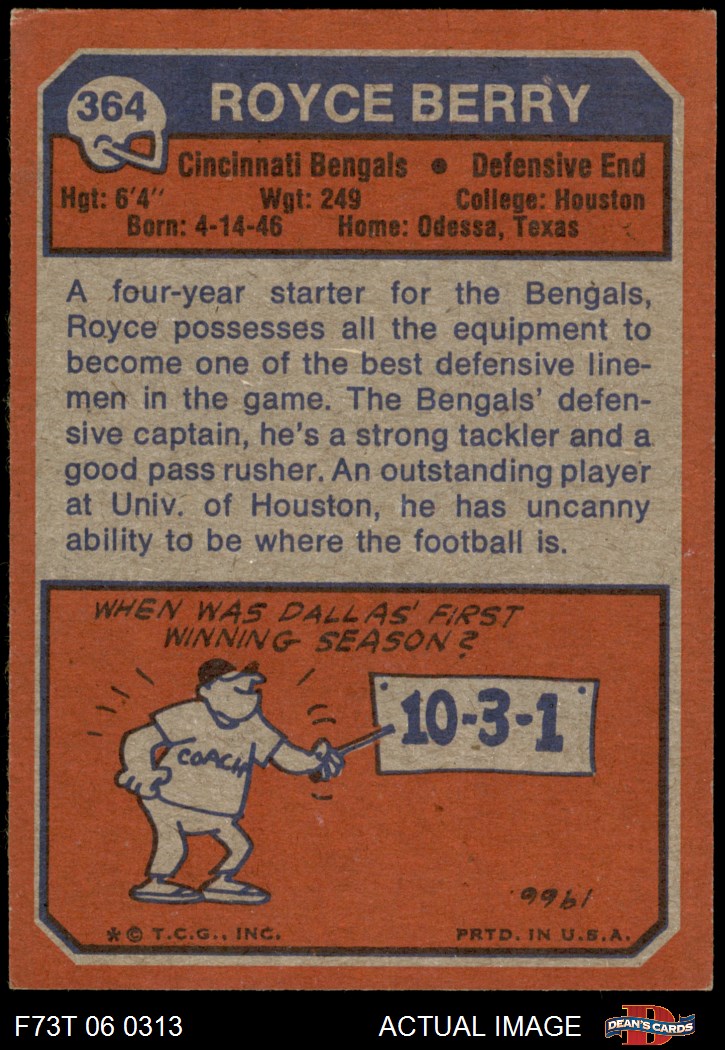 364
ROYCE BERRY
Cincinnati Bengals • Defensive End
Hgt: 6'4" Wgt: 249 College: Houston
Born: 4-14-46 Home: Odessa, Texas
A four-year starter for the Bengals,
Royce possesses all the equipment to
become one of the best defensive line-
men in the game. The Bengals' defen-
sive captain, he's a strong tackler and a
good pass rusher. An outstanding player
at Univ. of Houston, he has uncanny
ability to be where the football is.
WHEN WAS DALLAS' FIRST
WINNING SEASON?
10-3-1
COACH
1966.
* © T.C.G., INC. PRTD. IN U.S.A.
F73T 06 0313 ACTUAL IMAGE D DEAN'S CARDS